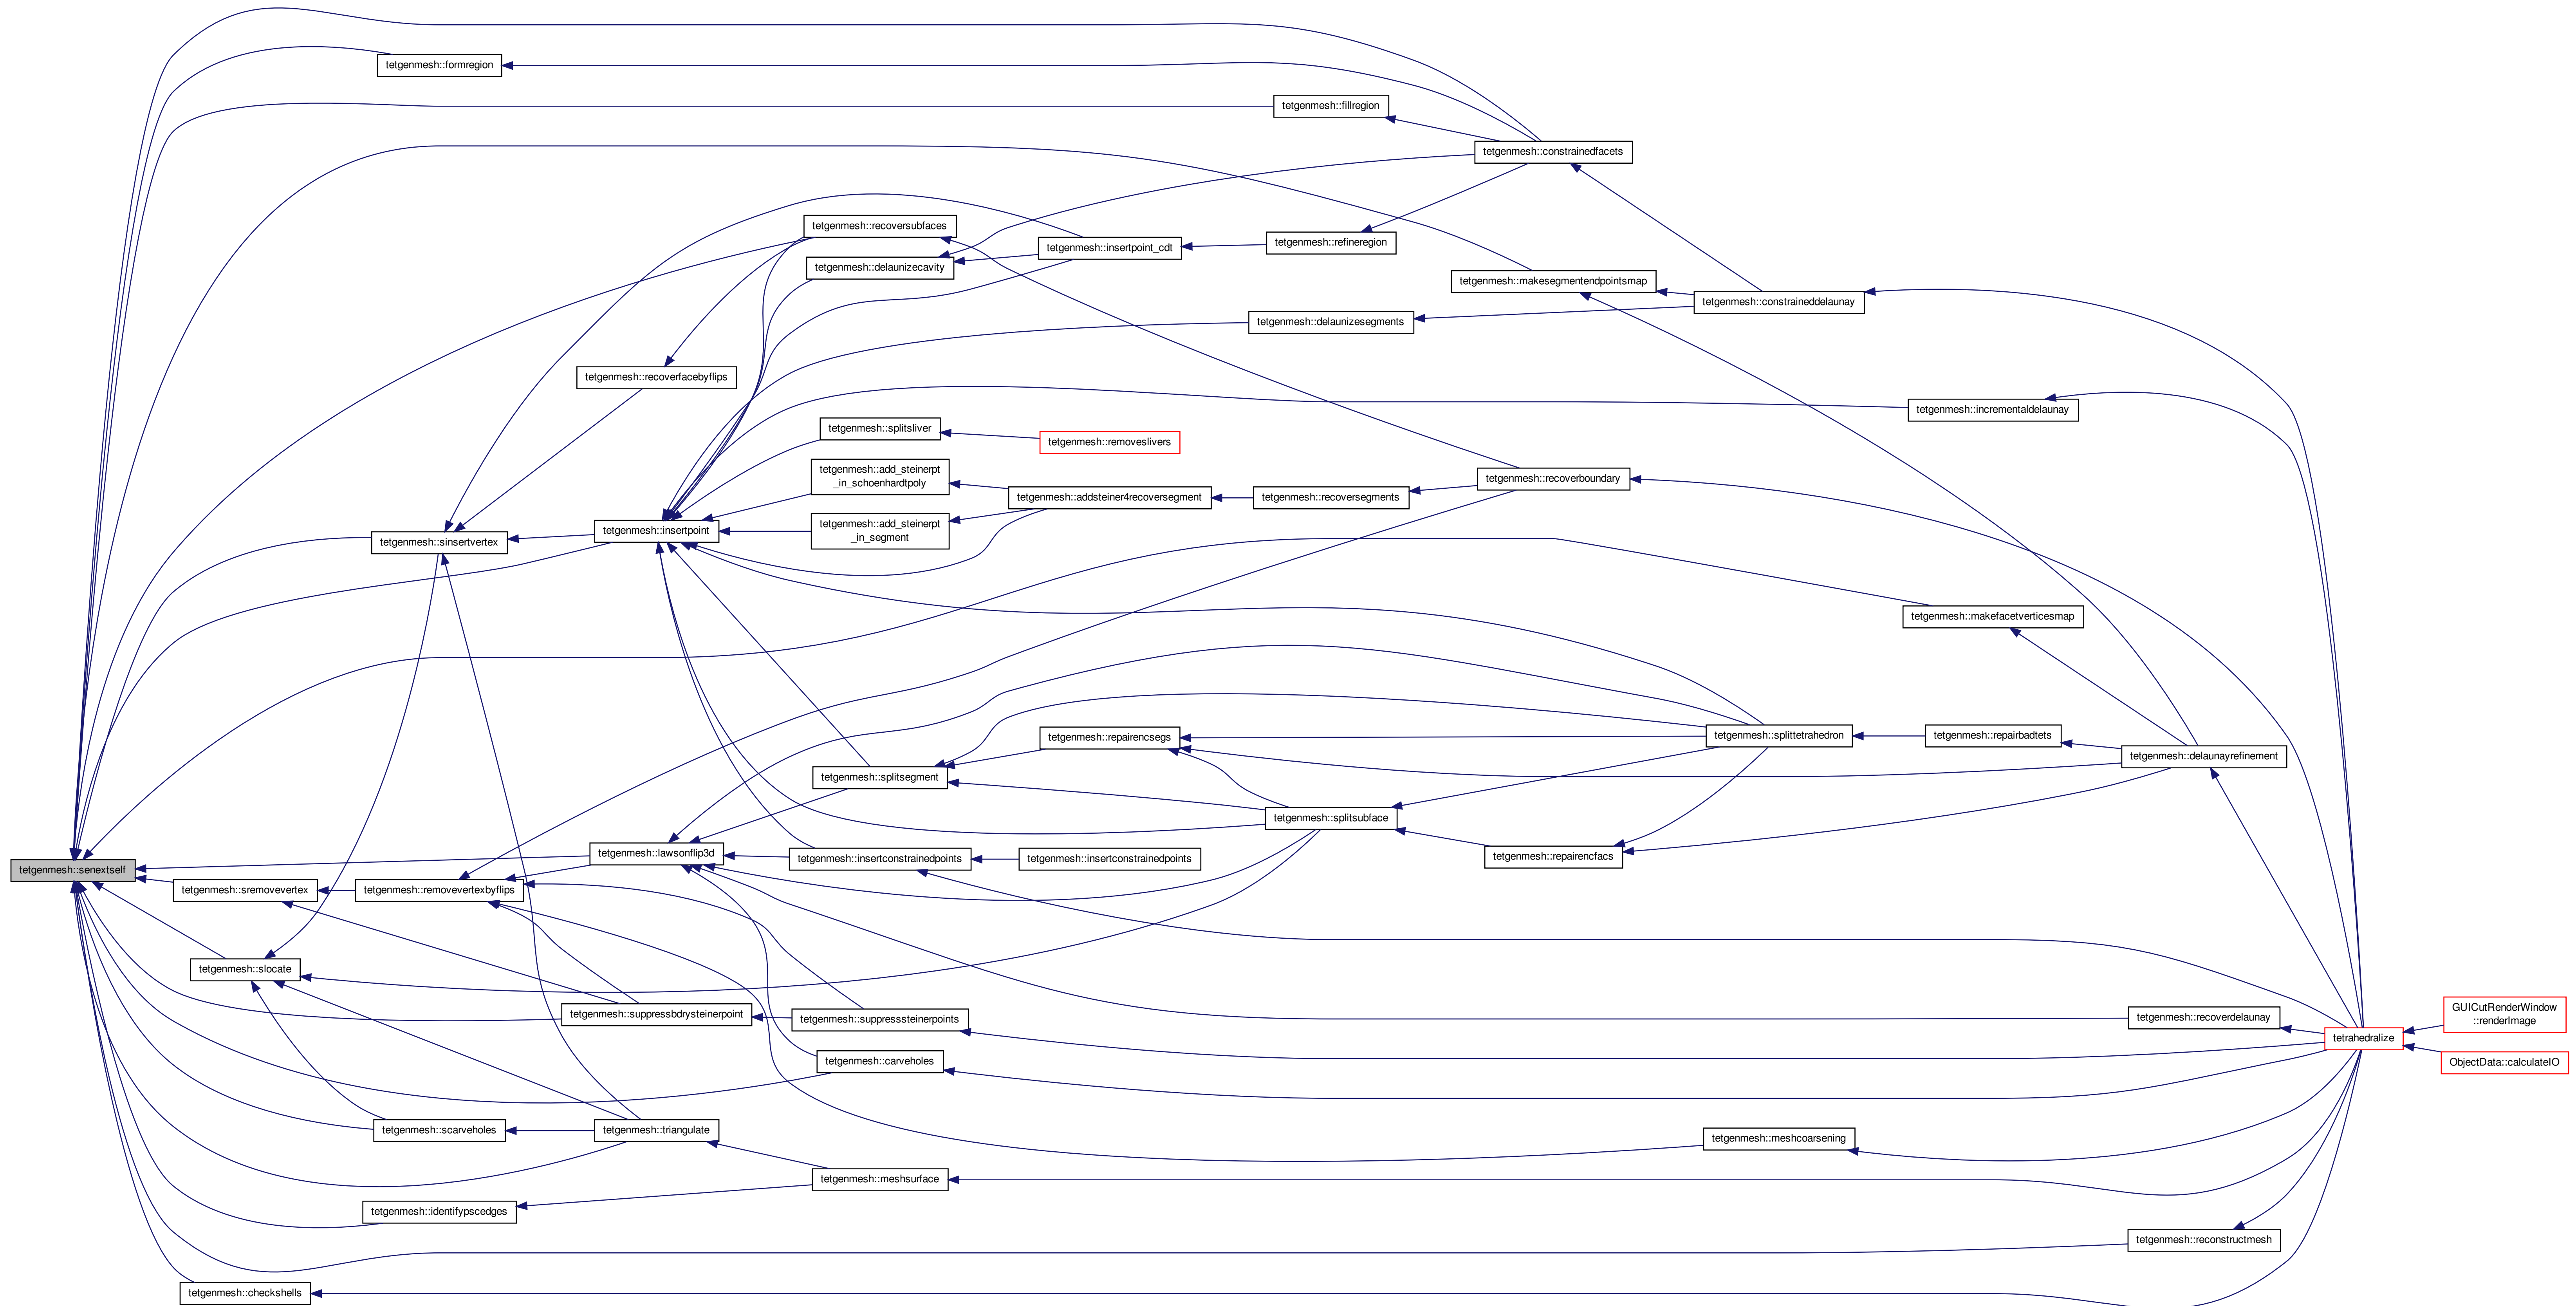 tetgenmesh::formregion
tetgenmesh::fillregion
tetgenmesh::constrainedfacets
tetgenmesh::recoversubfaces
tetgenmesh::insertpoint_cdt
tetgenmesh::refineregion
tetgenmesh::delaunizecavity
tetgenmesh::makesegmentendpointsmap
tetgenmesh::constraineddelaunay
tetgenmesh::delaunizesegments
tetgenmesh::recoverfacebyflips
tetgenmesh::incrementaldelaunay
tetgenmesh::splitsliver
tetgenmesh::removeslivers
tetgenmesh::add_steinerpt
_in_schoenhardtpoly
tetgenmesh::recoverboundary
tetgenmesh::addsteiner4recoversegment
tetgenmesh::recoversegments
tetgenmesh::insertpoint
tetgenmesh::add_steinerpt
_in_segment
tetgenmesh::sinsertvertex
tetgenmesh::makefacetverticesmap
tetgenmesh::repairencsegs
tetgenmesh::splittetrahedron
tetgenmesh::repairbadtets
tetgenmesh::delaunayrefinement
tetgenmesh::splitsegment
tetgenmesh::splitsubface
tetgenmesh::lawsonflip3d
tetgenmesh::insertconstrainedpoints
tetgenmesh::insertconstrainedpoints
tetgenmesh::repairencfacs
tetgenmesh::senextself
tetgenmesh::sremovevertex
tetgenmesh::removevertexbyflips
tetgenmesh::slocate
tetgenmesh::suppressbdrysteinerpoint
tetgenmesh::suppresssteinerpoints
tetgenmesh::recoverdelaunay
GUICutRenderWindow
::renderImage
tetrahedralize
ObjectData::calculateIO
tetgenmesh::carveholes
tetgenmesh::scarveholes
tetgenmesh::triangulate
tetgenmesh::meshcoarsening
tetgenmesh::meshsurface
tetgenmesh::identifypscedges
tetgenmesh::reconstructmesh
tetgenmesh::checkshells